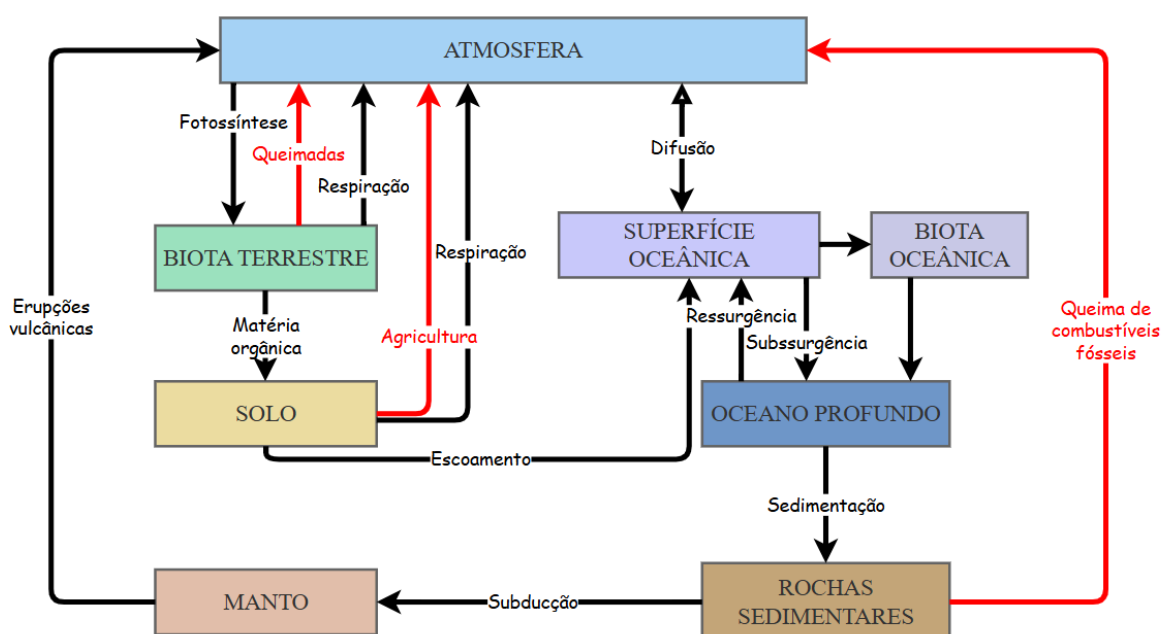 ATMOSFERA
Fotossíntese
Queimadas
Respiração
Difusão
BIOTA TERRESTRE
Respiração
SUPERFÍCIE
OCEÂNICA
BIOTA
OCEÂNICA
Erupções
vulcânicas
Matéria
orgânica
Agricultura
Ressurgência
Subssurgência
Queima de
combustíveis
fósseis
SOLO
OCEANO PROFUNDO
Escoamento
Sedimentação
MANTO
Subducção
ROCHAS
SEDIMENTARES